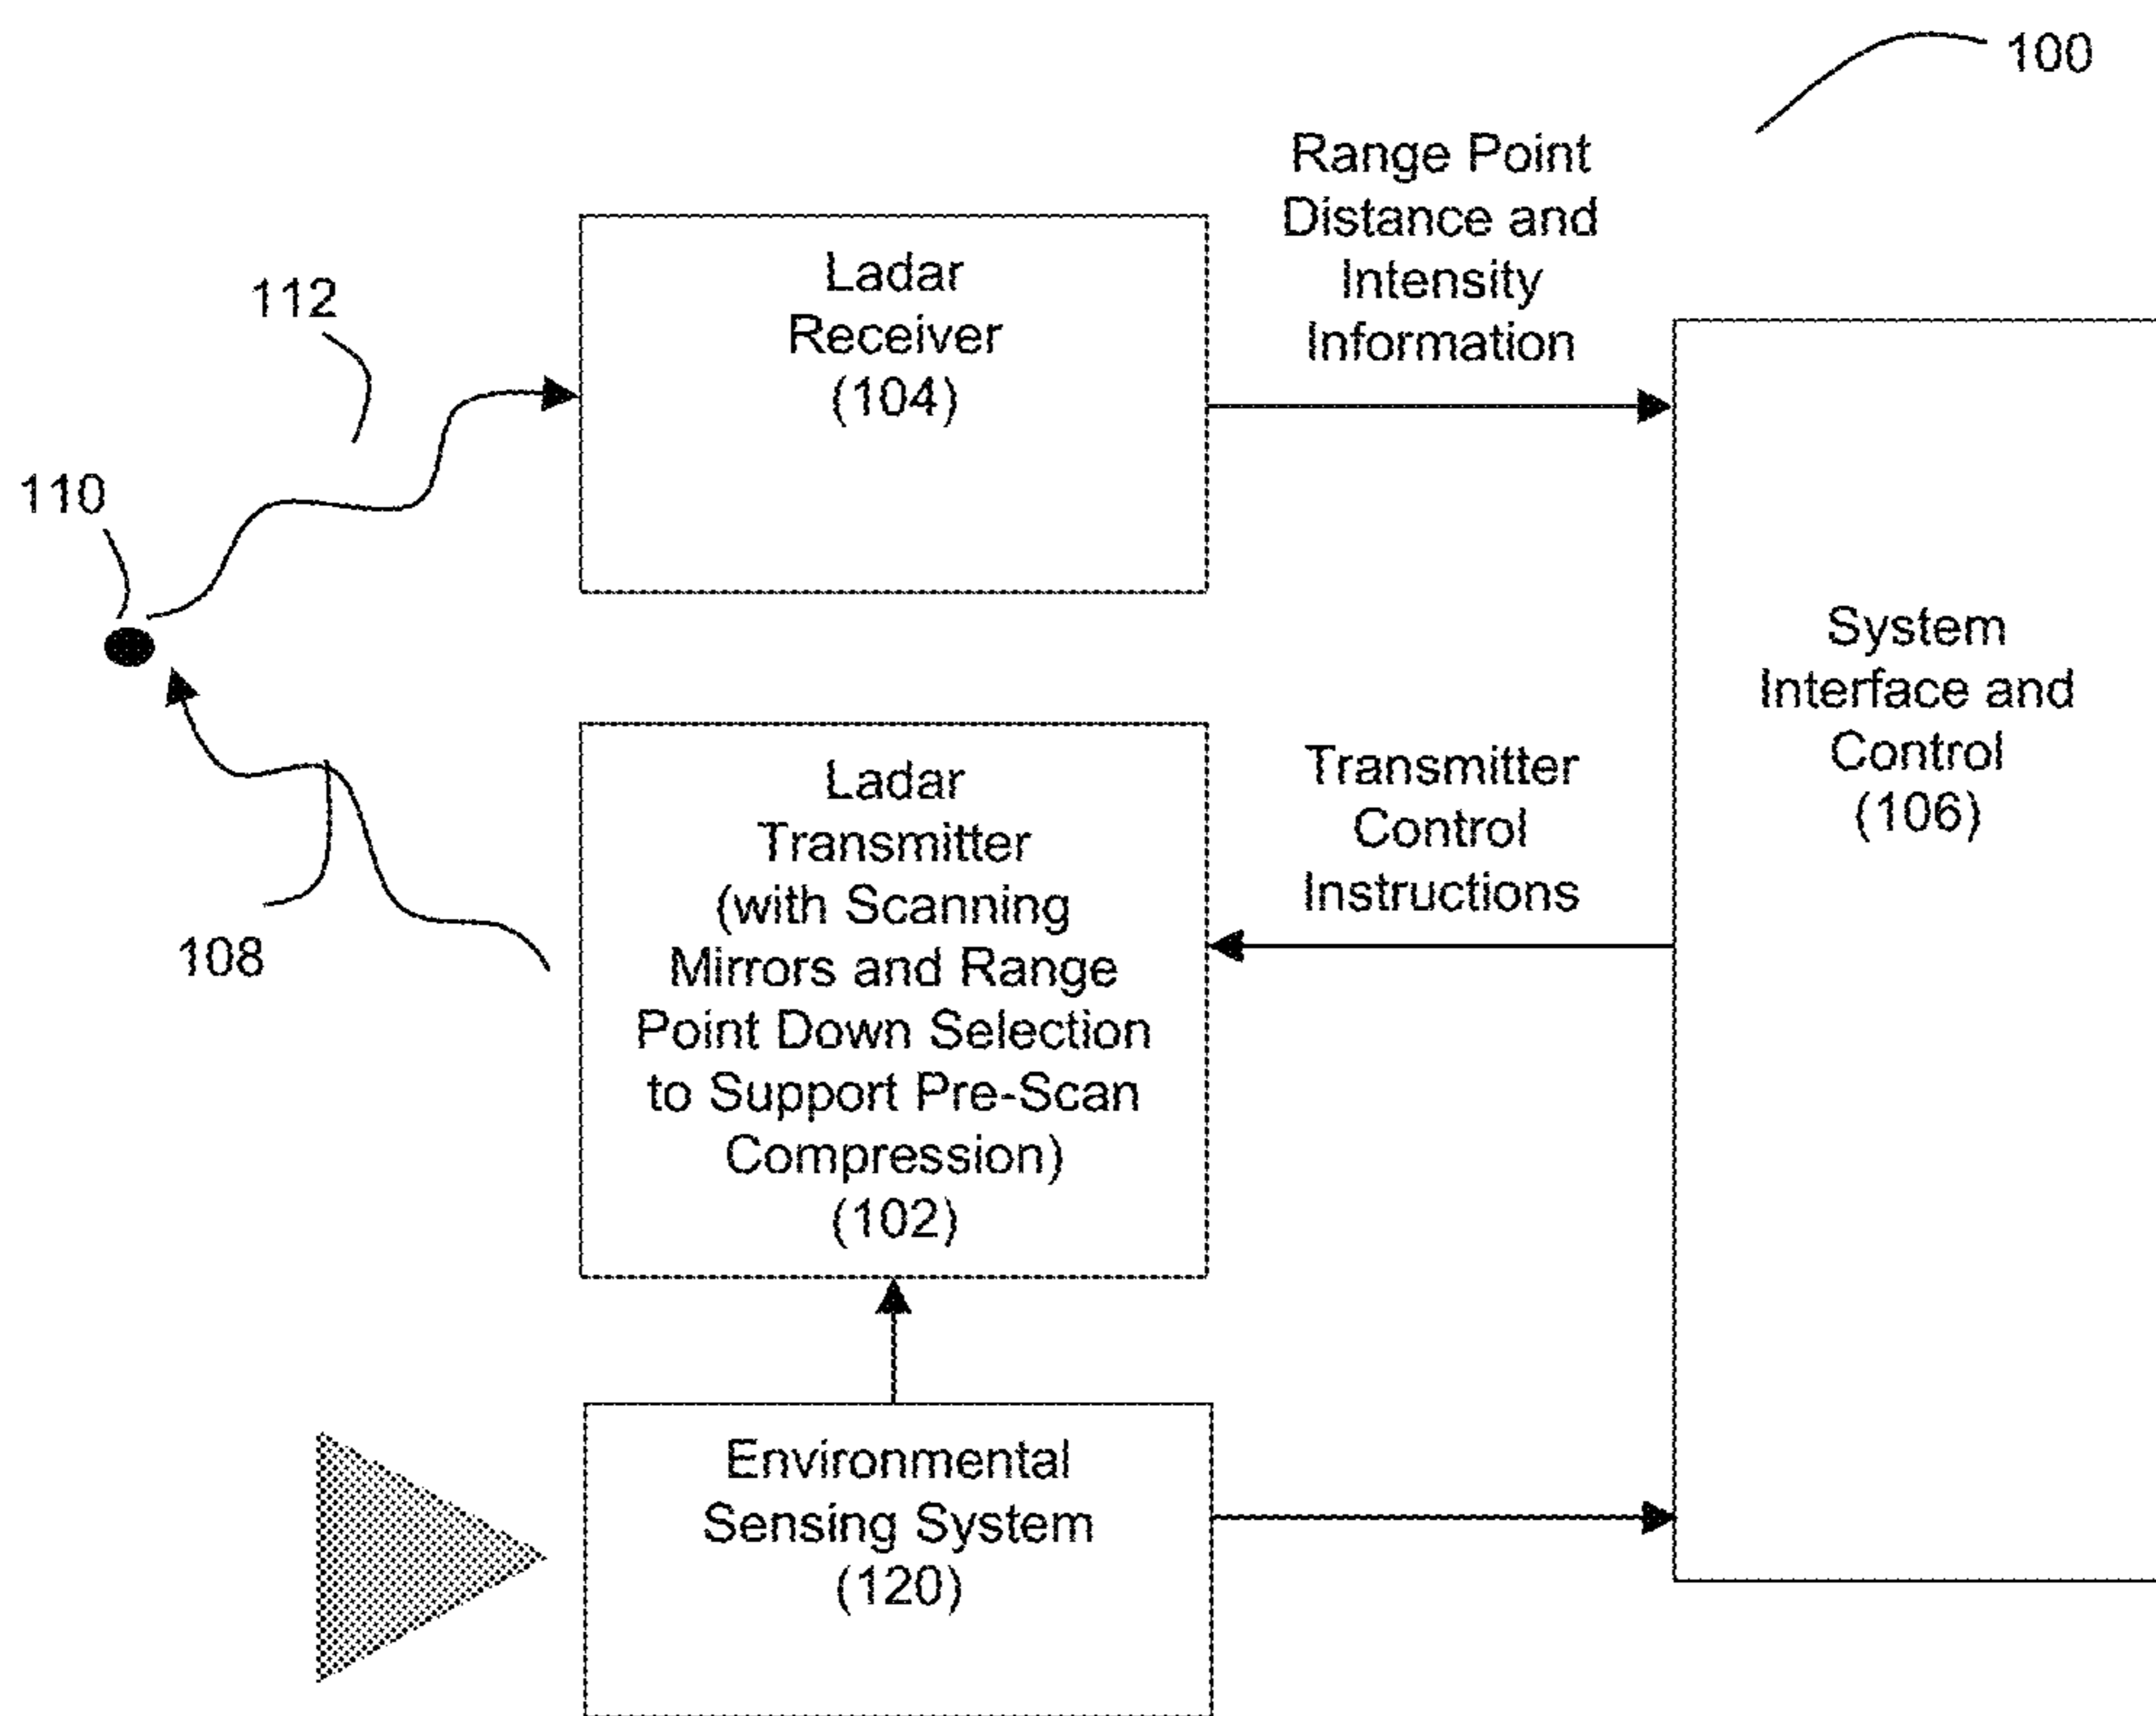 100
Range Point
Distance and
Intensity
Information
Ladar
Receiver
(104)
112
110
System
Interface and
Control
(106)
Ladar
Transmitter
(with Scanning
Mirrors and Range
Point Down Selection
to Support Pre-Scan
Compression)
(102)
Transmitter
Control
Instructions
108
Environmental
Sensing System
(120)